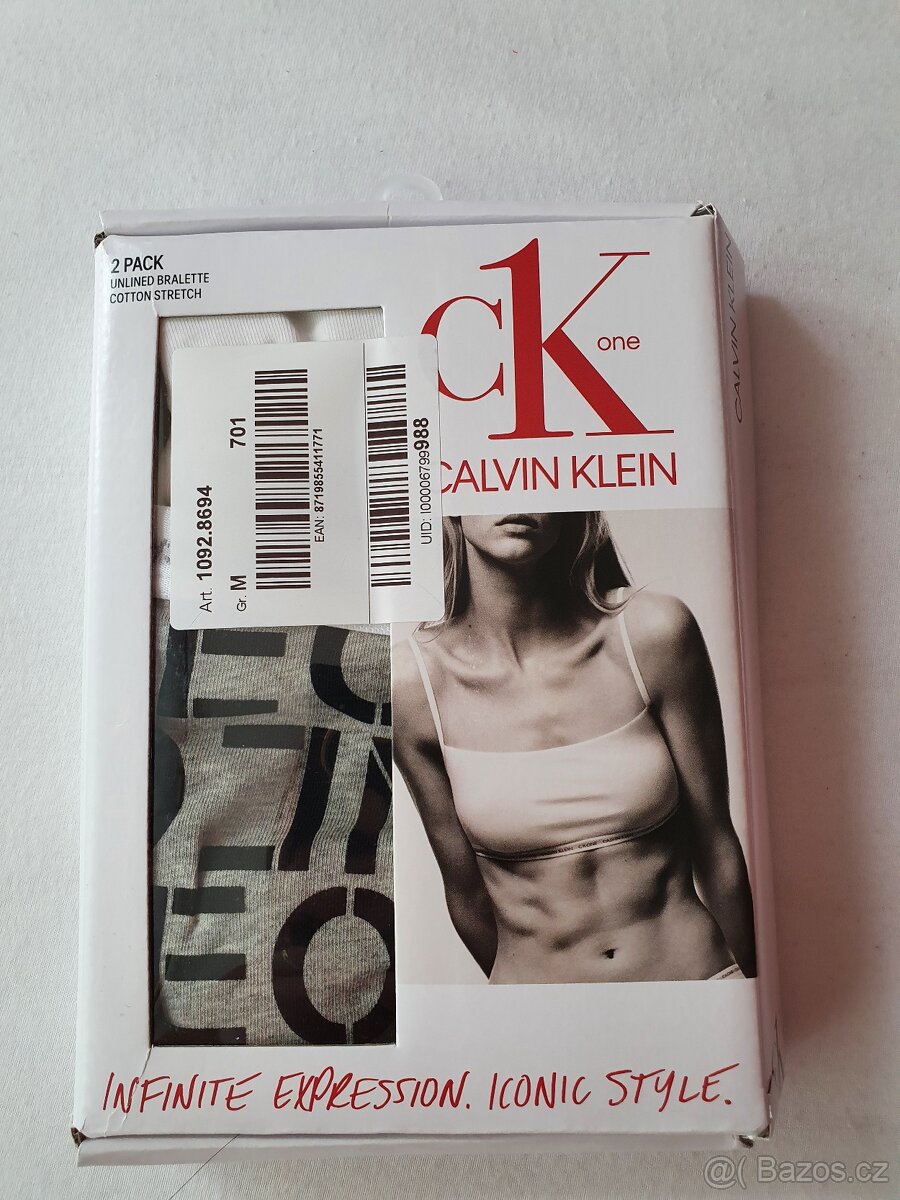 2 PACK
UNLINED BRALETTE
COTTON STRETCH
ck
one
CALVIN KLEIN
CALVIN KLEIN
Art. 1092.8694
701
Gr. M
EAN: 8719855411771
UID: I00006799988
INFINITE EXPRESSION. ICONIC STYLE.
@( Bazos.cz